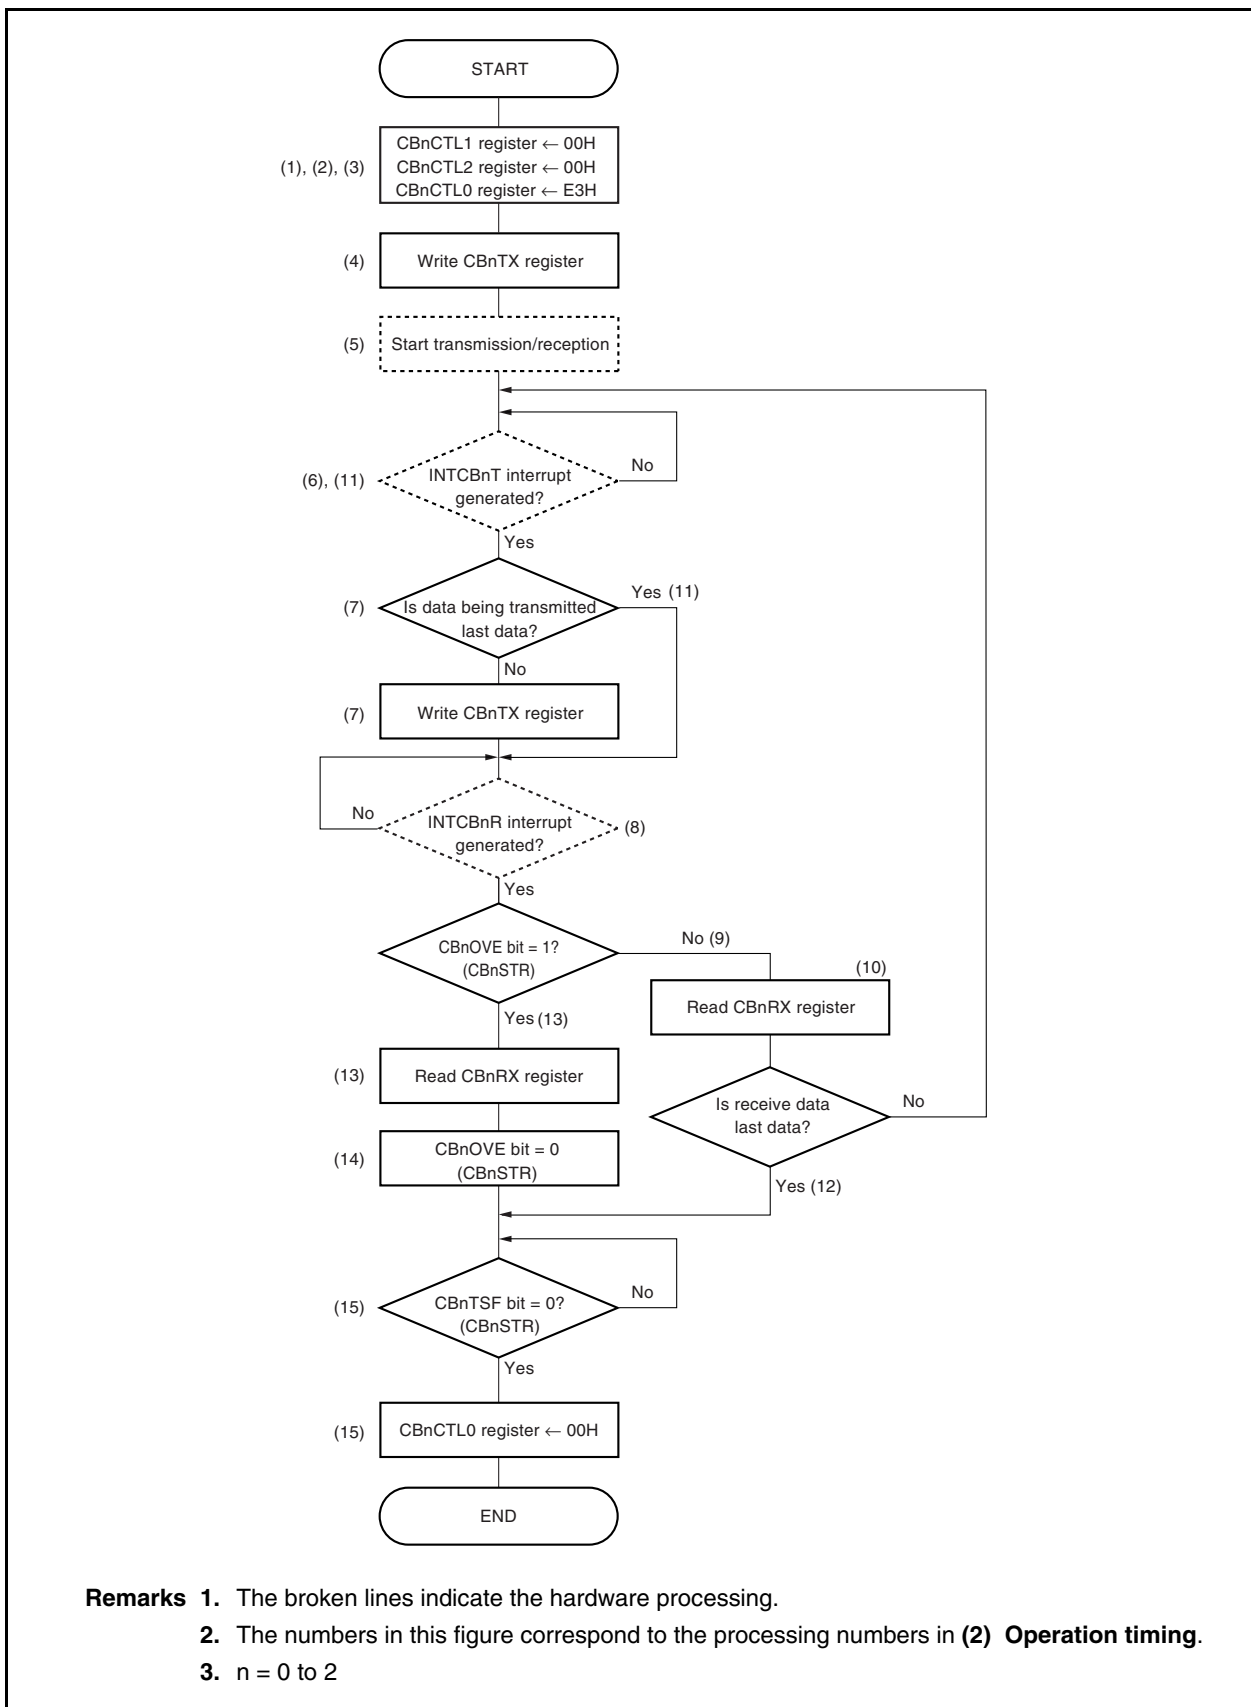 START
CBnCTL1 register ← 00H
(1), (2), (3) CBnCTL2 register ← 00H
CBnCTL0 register ← E3H
(4) Write CBnTX register
(5) Start transmission/reception
(6), (11) INTCBnT interrupt
generated?
No
Yes
(7) Is data being transmitted
last data?
Yes (11)
No
(7) Write CBnTX register
No
INTCBnR interrupt
generated?
(8)
Yes
CBnOVE bit = 1?
(CBnSTR)
No (9)
(10)
Read CBnRX register
Yes (13)
(13) Read CBnRX register
Is receive data
last data?
No
(14) CBnOVE bit = 0
(CBnSTR)
Yes (12)
(15) CBnTSF bit = 0?
(CBnSTR)
No
Yes
(15) CBnCTL0 register ← 00H
END
Remarks 1. The broken lines indicate the hardware processing.
2. The numbers in this figure correspond to the processing numbers in (2) Operation timing.
3. n = 0 to 2